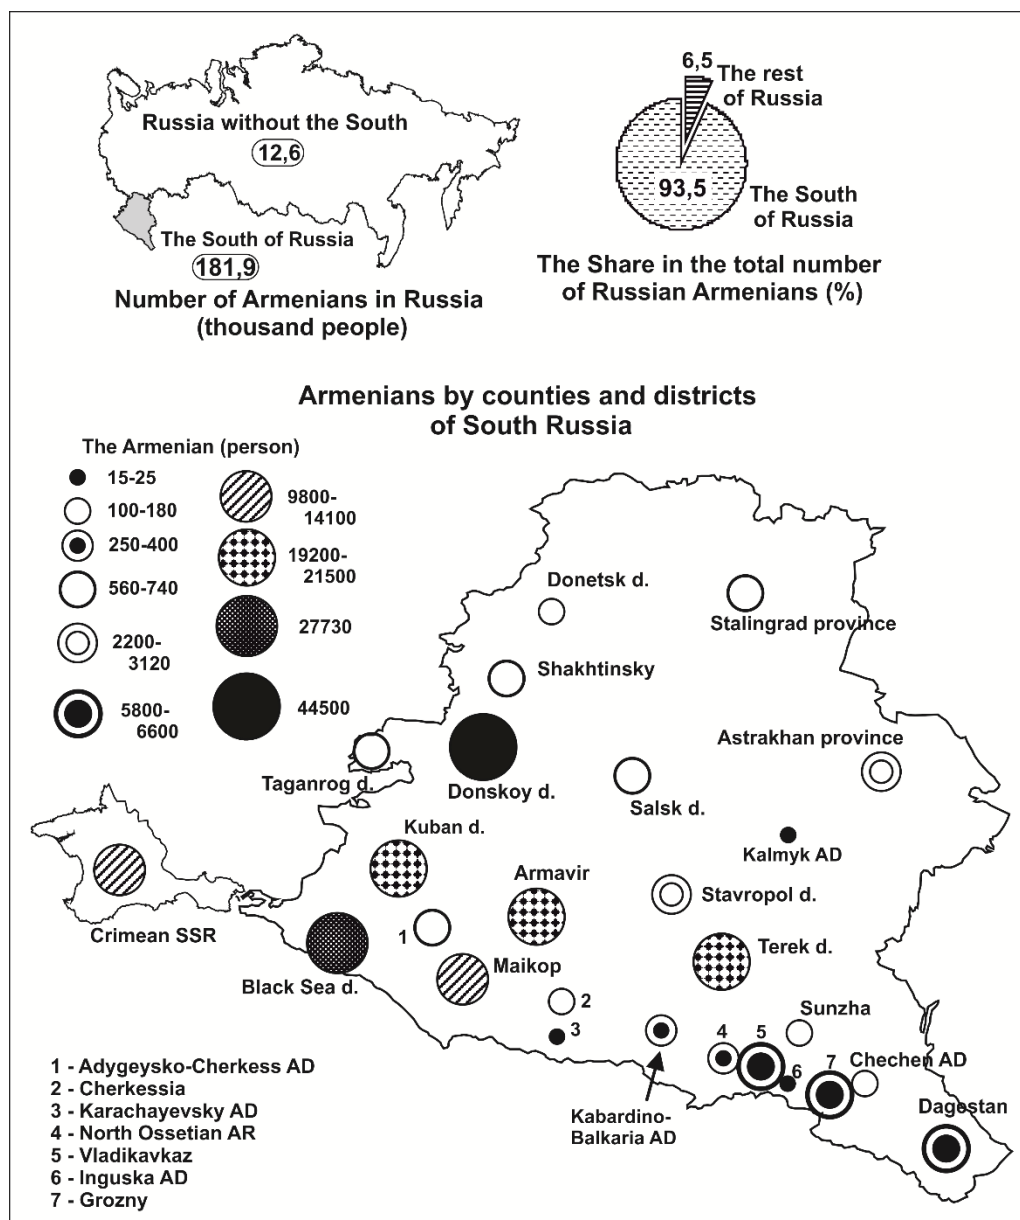 Russia without the South
12,6
The South of Russia
181,9
Number of Armenians in Russia
(thousand people)
6,5
The rest
of Russia
93,5
The South
of Russia
The Share in the total number
of Russian Armenians (%)
Armenians by counties and districts
of South Russia
The Armenian (person)
15-25
100-180
250-400
560-740
2200-
3120
5800-
6600
9800-
14100
19200-
21500
27730
44500
Donetsk d.
Stalingrad province
Shakhtinsky
Astrakhan province
Taganrog d.
Donskoy d.
Salsk d.
Kuban d.
Kalmyk AD
Armavir
Stavropol d.
Crimean SSR
1
Terek d.
Maikop
Black Sea d.
2
Sunzha
3
4
5
6
7
Chechen AD
Kabardino-
Balkaria AD
Dagestan
1 - Adygeysko-Cherkess AD
2 - Cherkessia
3 - Karachayevsky AD
4 - North Ossetian AR
5 - Vladikavkaz
6 - Inguska AD
7 - Grozny